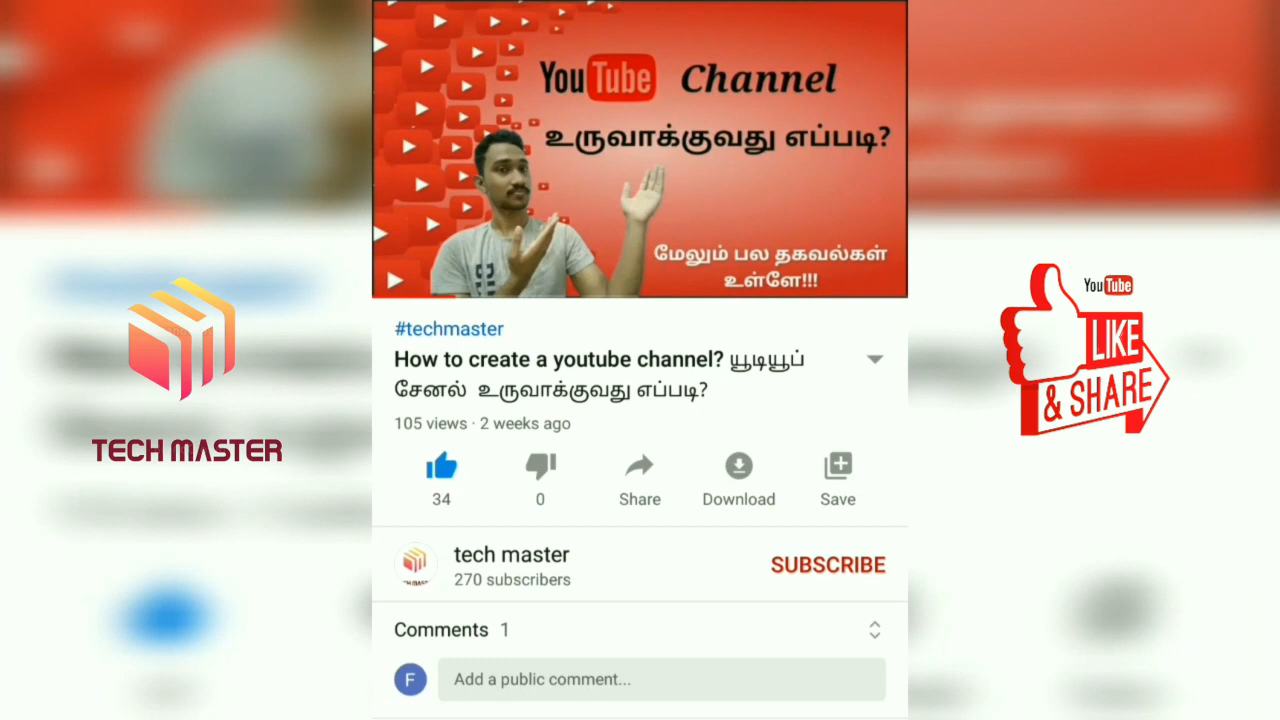 YouTube Channel
உருவாக்குவது எப்படி?
மேலும் பல தகவல்கள்
உள்ளே!!!
#techmaster
How to create a youtube channel? யூடியூப்
சேனல் உருவாக்குவது எப்படி?
105 views · 2 weeks ago
34
0
Share
Download
Save
tech master
270 subscribers
SUBSCRIBE
Comments 1
F
Add a public comment...
TECH MASTER
YouTube
LIKE
& SHARE